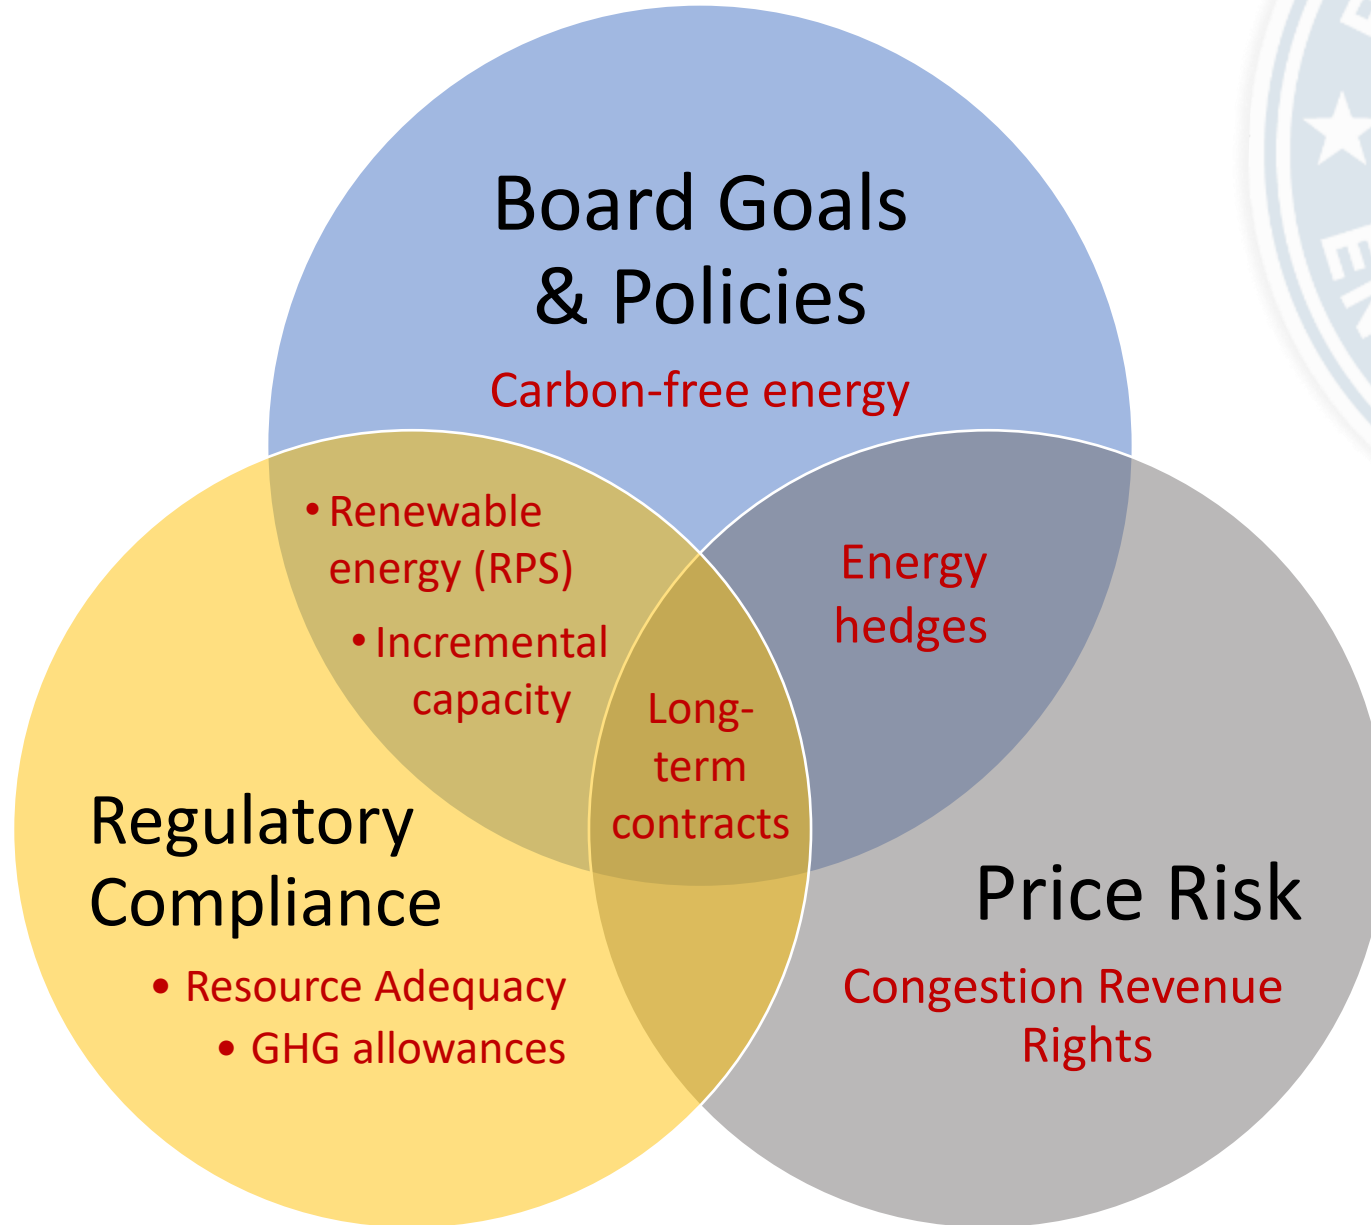 Board Goals
& Policies
Carbon-free energy
• Renewable
energy (RPS)
• Incremental
capacity
Energy
hedges
Long-
term
contracts
Regulatory
Compliance
• Resource Adequacy
• GHG allowances
Price Risk
Congestion Revenue
Rights